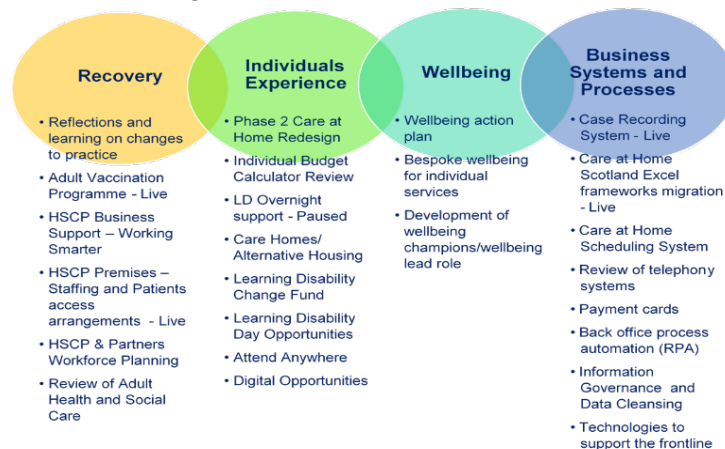 Recovery
• Reflections and
learning on changes
to practice
• Adult Vaccination
Programme - Live
• HSCP Business
Support – Working
Smarter
• HSCP Premises –
Staffing and Patients
access
arrangements - Live
• HSCP & Partners
Workforce Planning
• Review of Adult
Health and Social
Care
Individuals
Experience
• Phase 2 Care at
Home Redesign
• Individual Budget
Calculator Review
• LD Overnight
support - Paused
• Care Homes/
Alternative Housing
• Learning Disability
Change Fund
• Learning Disability
Day Opportunities
• Attend Anywhere
• Digital Opportunities
Wellbeing
• Wellbeing action
plan
• Bespoke wellbeing
for individual
services
• Development of
wellbeing
champions/wellbeing
lead role
Business
Systems and
Processes
• Case Recording
System - Live
• Care at Home
Scotland Excel
frameworks migration
- Live
• Care at Home
Scheduling System
• Review of telephony
systems
• Payment cards
• Back office process
automation (RPA)
• Information
Governance and
Data Cleansing
• Technologies to
support the frontline